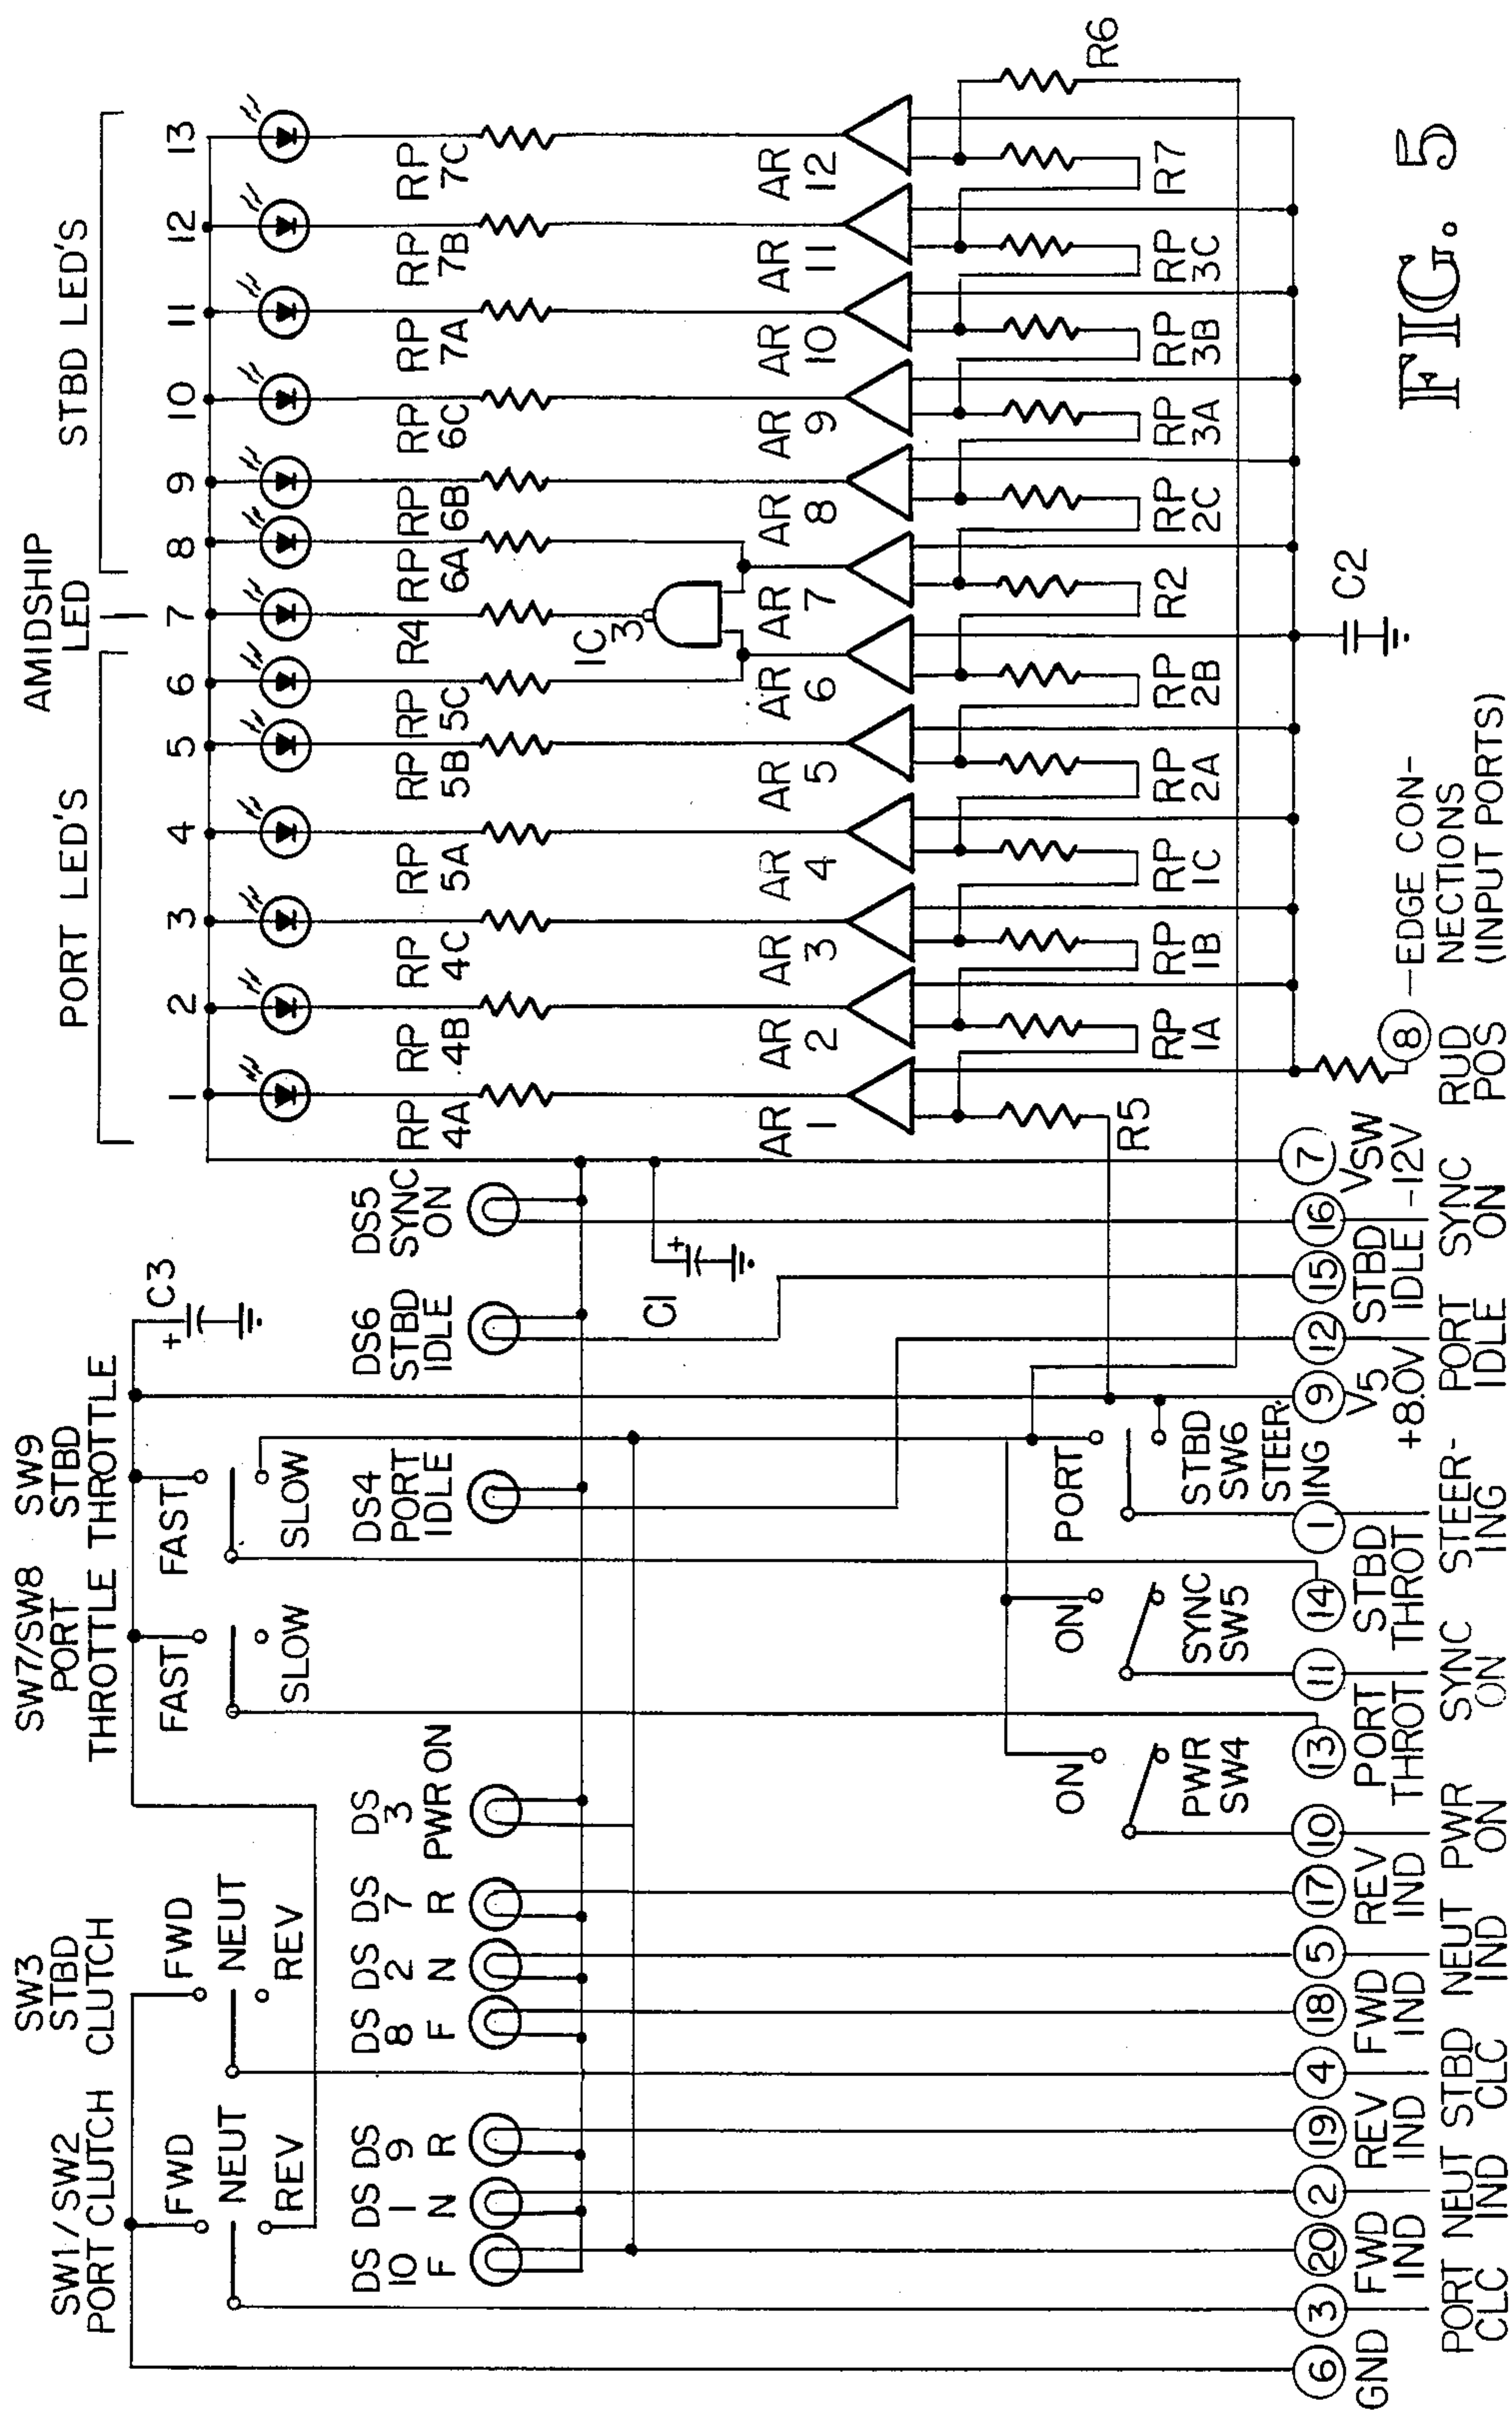 SW1/SW2
PORT CLUTCH
SW3
STBD
CLUTCH
SW7/SW8
PORT
THROTTLE
SW9
STBD
THROTTLE
FWD
NEUT
REV
FWD
NEUT
REV
FAST
SLOW
FAST
SLOW
+
C3
DS
10
F
DS
1
N
DS
9
R
DS
8
F
DS
2
N
DS
7
R
DS
3
PWR ON
DS4
PORT
IDLE
DS6
STBD
IDLE
DS5
SYNC
ON
C1
+
ON
PWR
SW4
ON
SYNC
SW5
PORT
STBD
SW6
STEER-
ING
6
GND
3
PORT
CLC
20
FWD
IND
2
NEUT
IND
19
REV
IND
4
STBD
CLC
18
FWD
IND
5
NEUT
IND
17
REV
IND
10
PWR
ON
13
PORT
THROT
11
SYNC
ON
14
STBD
THROT
1
STEER-
ING
9
V5
+8.0V
12
PORT
IDLE
15
STBD
IDLE
16
SYNC
ON
7
VSW
-12V
8
RUD
POS
EDGE CON-
NECTIONS
(INPUT PORTS)
PORT LED'S
AMIDSHIP
LED
STBD LED'S
1
2
3
4
5
6
7
8
9
10
11
12
13
RP
4A
RP
4B
RP
4C
RP
5A
RP
5B
RP
5C
R4
RP
6A
RP
6B
RP
6C
RP
7A
RP
7B
RP
7C
IC
3
AR
1
AR
2
AR
3
AR
4
AR
5
AR
6
AR
7
AR
8
AR
9
AR
10
AR
11
AR
12
R5
RP
1A
RP
1B
RP
1C
RP
2A
RP
2B
R2
RP
2C
RP
3A
RP
3B
RP
3C
R7
R6
C2
FIG. 5